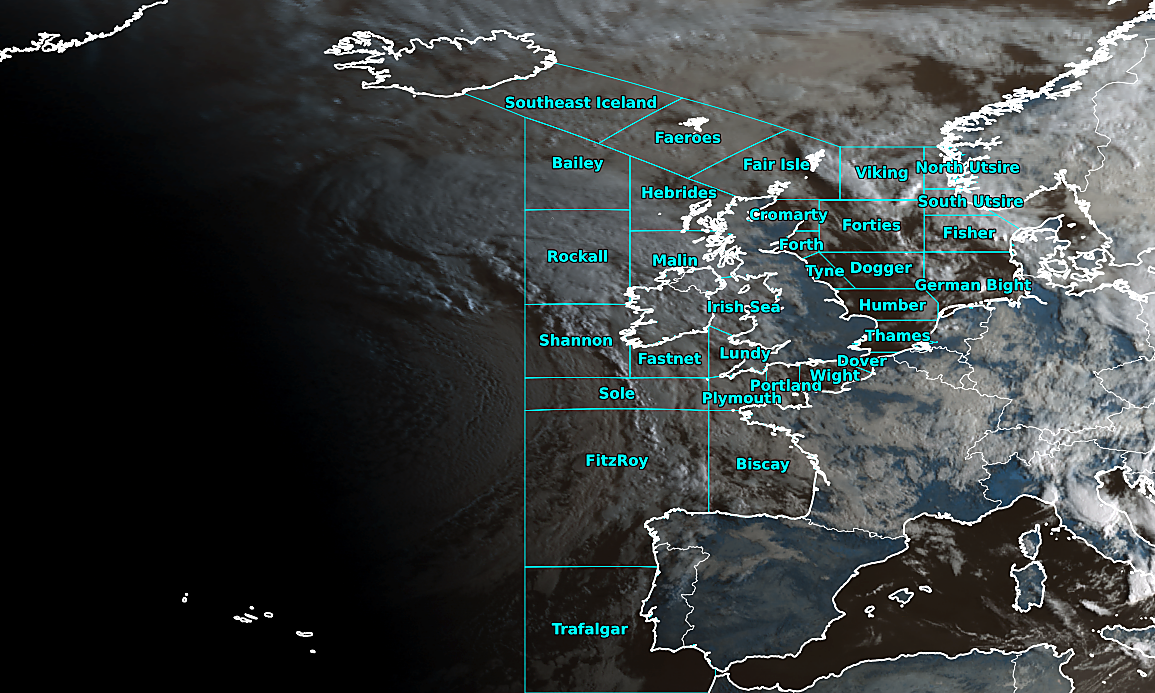 Southeast Iceland
Faeroes
Bailey
Fair Isle
Viking
North Utsire
Hebrides
South Utsire
Cromarty
Forties
Fisher
Forth
Rockall
Malin
Tyne
Dogger
German Bight
Irish Sea
Humber
Thames
Shannon
Fastnet
Lundy
Dover
Wight
Portland
Sole
Plymouth
FitzRoy
Biscay
Trafalgar